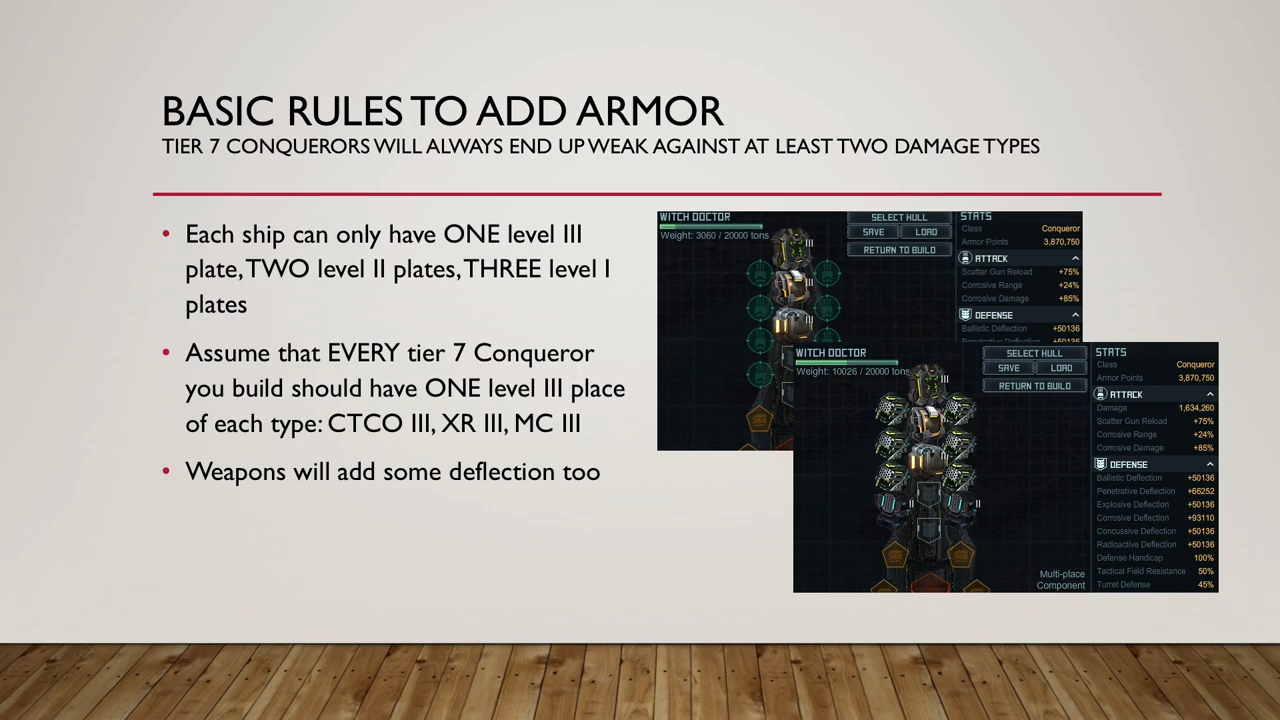 BASIC RULES TO ADD ARMOR
TIER 7 CONQUERORS WILL ALWAYS END UP WEAK AGAINST AT LEAST TWO DAMAGE TYPES
• Each ship can only have ONE level III
plate, TWO level II plates, THREE level I
plates
• Assume that EVERY tier 7 Conqueror
you build should have ONE level III place
of each type: CTCO III, XR III, MC III
• Weapons will add some deflection too
WITCH DOCTOR
Weight: 3060 / 20000 tons
SELECT HULL
SAVE LOAD
RETURN TO BUILD
III
III
III
STATS
Class Conqueror
Armor Points 3,870,750
ATTACK
Scatter Gun Reload +75%
Corrosive Range +24%
Corrosive Damage +85%
DEFENSE
Ballistic Deflection +50136
WITCH DOCTOR
Weight: 10026 / 20000 tons
SELECT HULL
SAVE LOAD
RETURN TO BUILD
III
III
III
II II
Multi-place
Component
STATS
Class Conqueror
Armor Points 3,870,750
ATTACK
Damage 1,634,260
Scatter Gun Reload +75%
Corrosive Range +24%
Corrosive Damage +85%
DEFENSE
Ballistic Deflection +50136
Penetrative Deflection +66252
Explosive Deflection +50136
Corrosive Deflection +93110
Concussive Deflection +50136
Radioactive Deflection +50136
Defense Handicap 100%
Tactical Field Resistance 50%
Turret Defense 45%